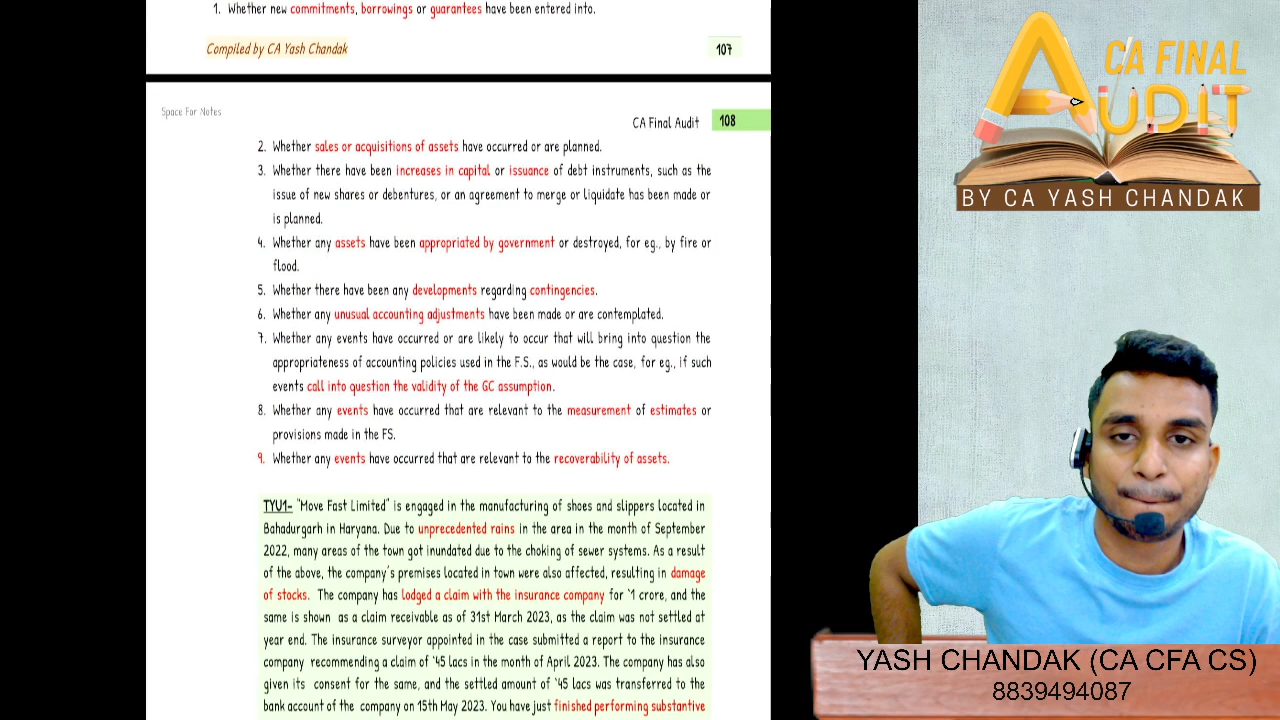 1. Whether new commitments, borrowings or guarantees have been entered into.
Compiled by CA Yash Chandak
107
Space For Notes
CA Final Audit
108
2. Whether sales or acquisitions of assets have occurred or are planned.
3. Whether there have been increases in capital or issuance of debt instruments, such as the
issue of new shares or debentures, or an agreement to merge or liquidate has been made or
is planned.
4. Whether any assets have been appropriated by government or destroyed, for eg., by fire or
flood.
5. Whether there have been any developments regarding contingencies.
6. Whether any unusual accounting adjustments have been made or are contemplated.
7. Whether any events have occurred or are likely to occur that will bring into question the
appropriateness of accounting policies used in the F.S., as would be the case, for eg., if such
events call into question the validity of the GC assumption.
8. Whether any events have occurred that are relevant to the measurement of estimates or
provisions made in the FS.
9. Whether any events have occurred that are relevant to the recoverability of assets.
TYU1- "Move Fast Limited" is engaged in the manufacturing of shoes and slippers located in
Bahadurgarh in Haryana. Due to unprecedented rains in the area in the month of September
2022, many areas of the town got inundated due to the choking of sewer systems. As a result
of the above, the company's premises located in town were also affected, resulting in damage
of stocks. The company has lodged a claim with the insurance company for `1 crore, and the
same is shown as a claim receivable as of 31st March 2023, as the claim was not settled at
year end. The insurance surveyor appointed in the case submitted a report to the insurance
company recommending a claim of `45 lacs in the month of April 2023. The company has also
given its consent for the same, and the settled amount of `45 lacs was transferred to the
bank account of the company on 15th May 2023. You have just finished performing substantive
CA FINAL
AUDIT
BY CA YASH CHANDAK
YASH CHANDAK (CA CFA CS)
8839494087